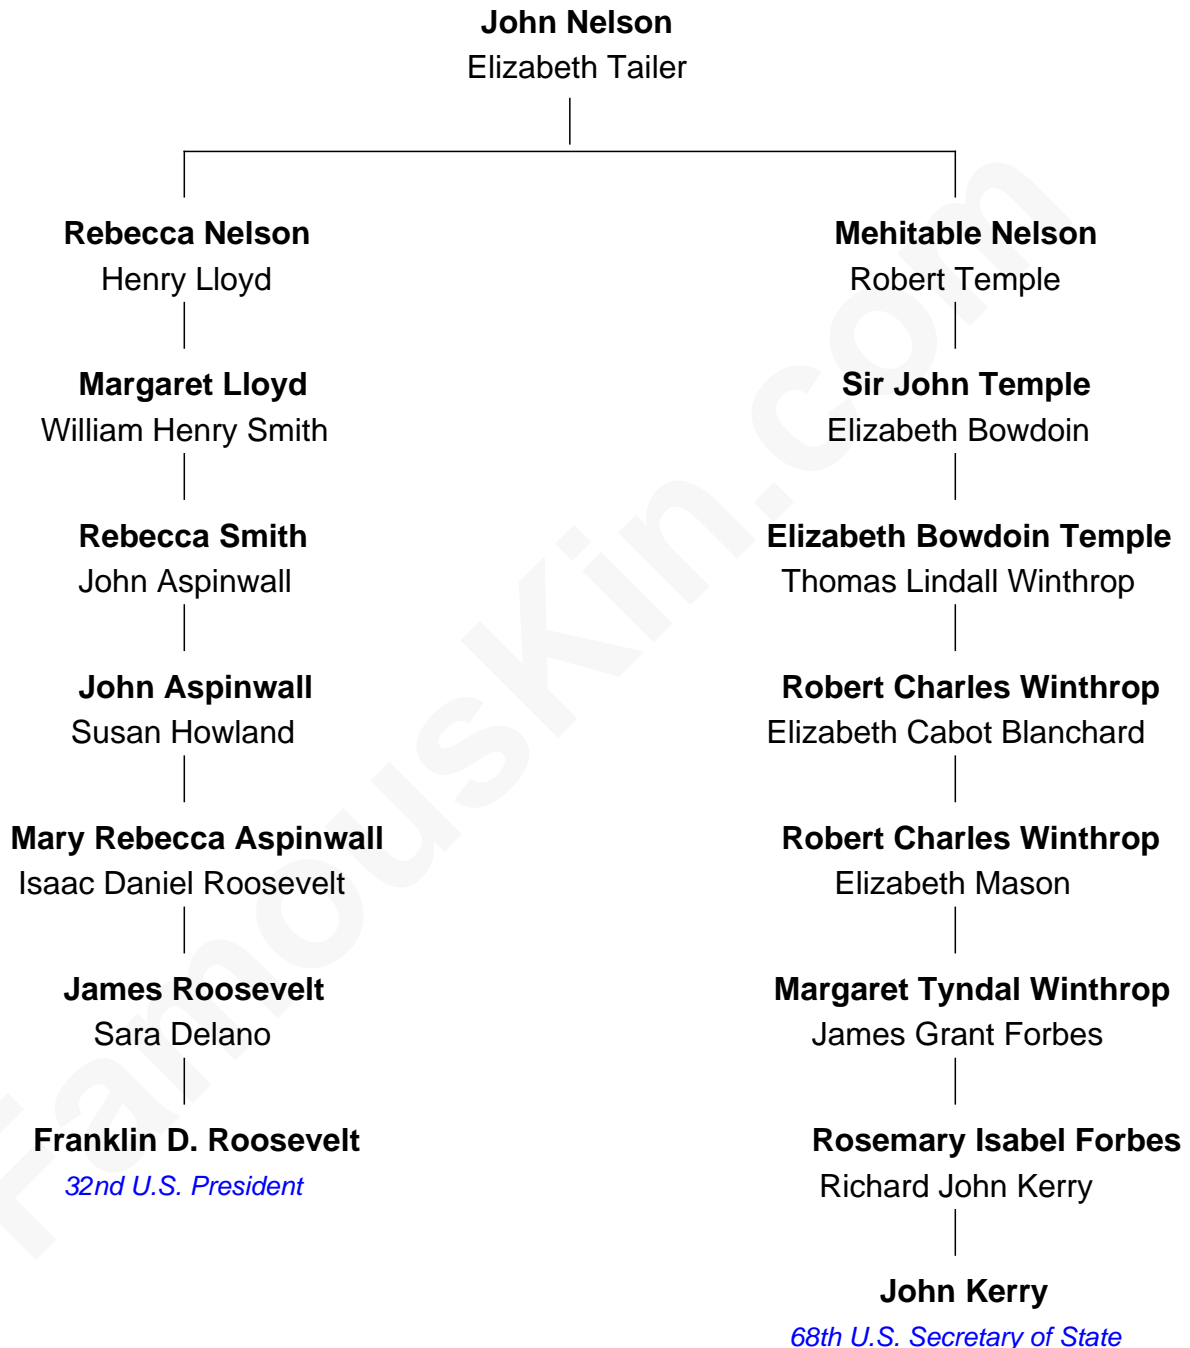 John Nelson
Elizabeth Tailer
Rebecca Nelson
Henry Lloyd
Mehitable Nelson
Robert Temple
Margaret Lloyd
William Henry Smith
Sir John Temple
Elizabeth Bowdoin
Rebecca Smith
John Aspinwall
Elizabeth Bowdoin Temple
Thomas Lindall Winthrop
John Aspinwall
Susan Howland
Robert Charles Winthrop
Elizabeth Cabot Blanchard
Mary Rebecca Aspinwall
Isaac Daniel Roosevelt
Robert Charles Winthrop
Elizabeth Mason
James Roosevelt
Sara Delano
Margaret Tyndal Winthrop
James Grant Forbes
Franklin D. Roosevelt
32nd U.S. President
Rosemary Isabel Forbes
Richard John Kerry
John Kerry
68th U.S. Secretary of State
FamousKin.com